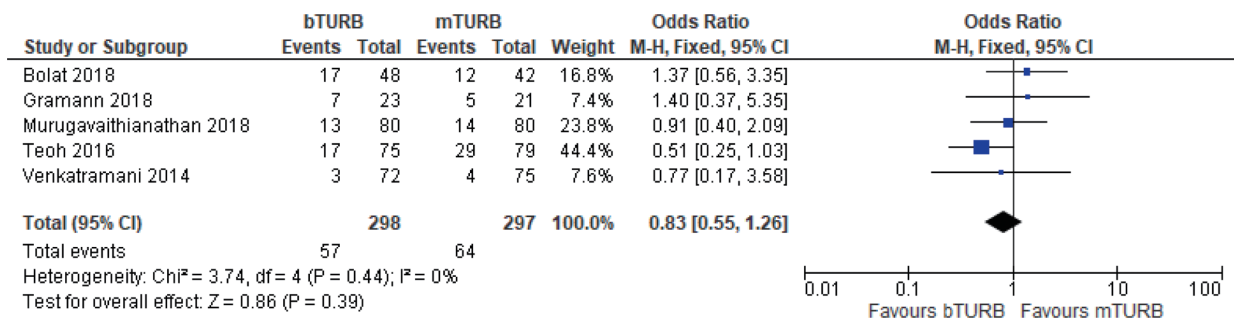 bTURB mTURB Odds Ratio Odds Ratio
Study or Subgroup Events Total Events Total Weight M-H, Fixed, 95% CI M-H, Fixed, 95% CI
Bolat 2018 17 48 12 42 16.8% 1.37 [0.56, 3.35]
Gramann 2018 7 23 5 21 7.4% 1.40 [0.37, 5.35]
Murugavaithianathan 2018 13 80 14 80 23.8% 0.91 [0.40, 2.09]
Teoh 2016 17 75 29 79 44.4% 0.51 [0.25, 1.03]
Venkatramani 2014 3 72 4 75 7.6% 0.77 [0.17, 3.58]
Total (95% CI) 298 297 100.0% 0.83 [0.55, 1.26]
Total events 57 64
Heterogeneity: Chi² = 3.74, df = 4 (P = 0.44); I² = 0%
Test for overall effect: Z = 0.86 (P = 0.39)
0.01 0.1 1 10 100
Favours bTURB Favours mTURB